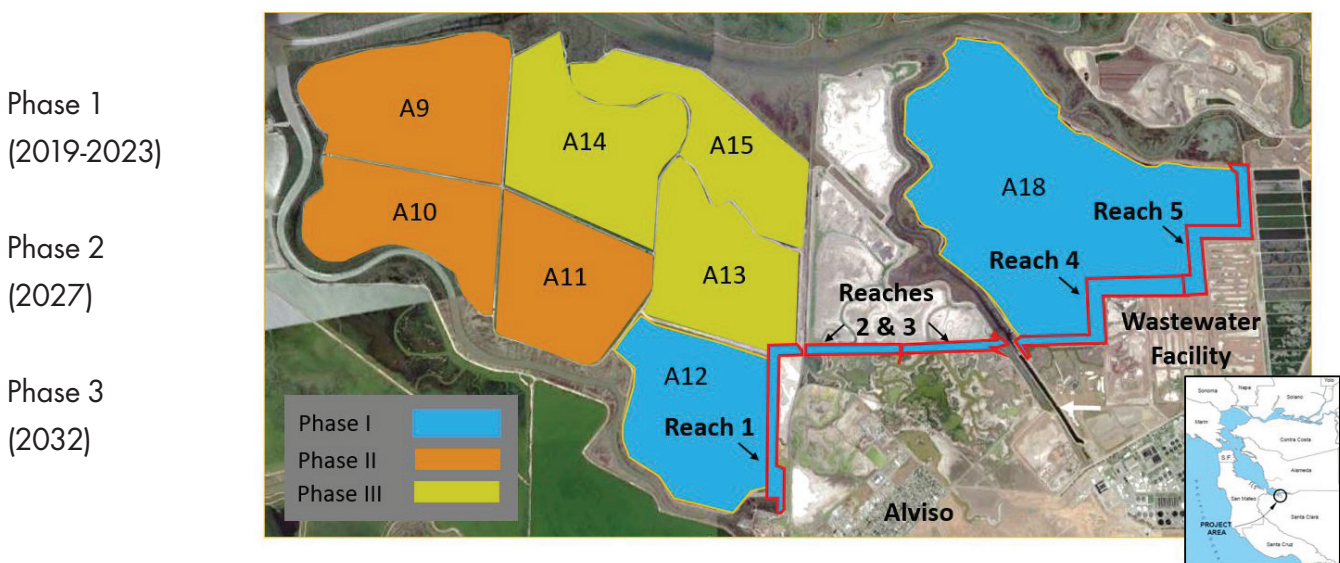 Phase 1
(2019-2023)
Phase 2
(2027)
Phase 3
(2032)
A9
A14
A15
A10
A18
A11
A13
Reach 5
Reach 4
Reaches
2 & 3
Wastewater
Facility
A12
Reach 1
Alviso
Phase I
Phase II
Phase III
Sonoma
Napa
Solano
Yolo
Marin
Contra Costa
S.F.
Alameda
San Mateo
Santa Clara
PROJECT
AREA
Santa Cruz